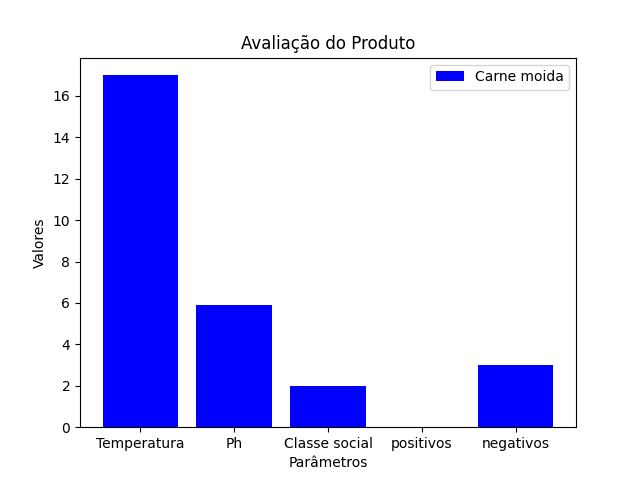 Avaliação do Produto
Carne moida
Valores
16
14
12
10
8
6
4
2
0
Temperatura Ph Classe social positivos negativos
Parâmetros